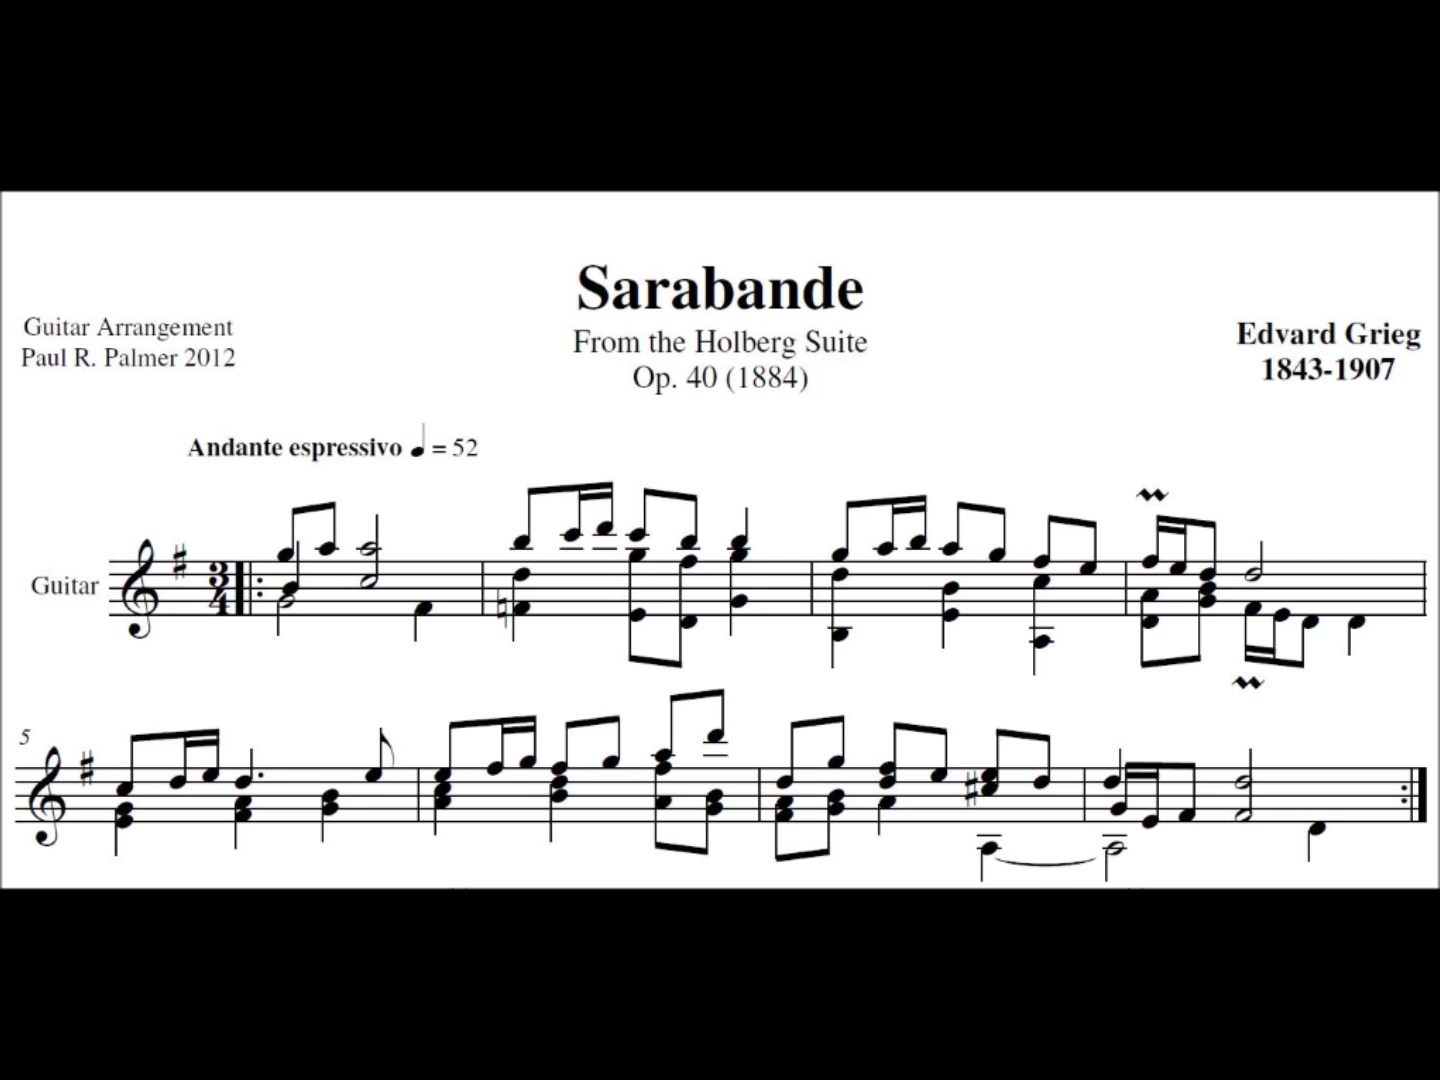 Sarabande
Guitar Arrangement
Paul R. Palmer 2012
From the Holberg Suite
Op. 40 (1884)
Edvard Grieg
1843-1907
Andante espressivo ♩ = 52
Guitar
3
4
5